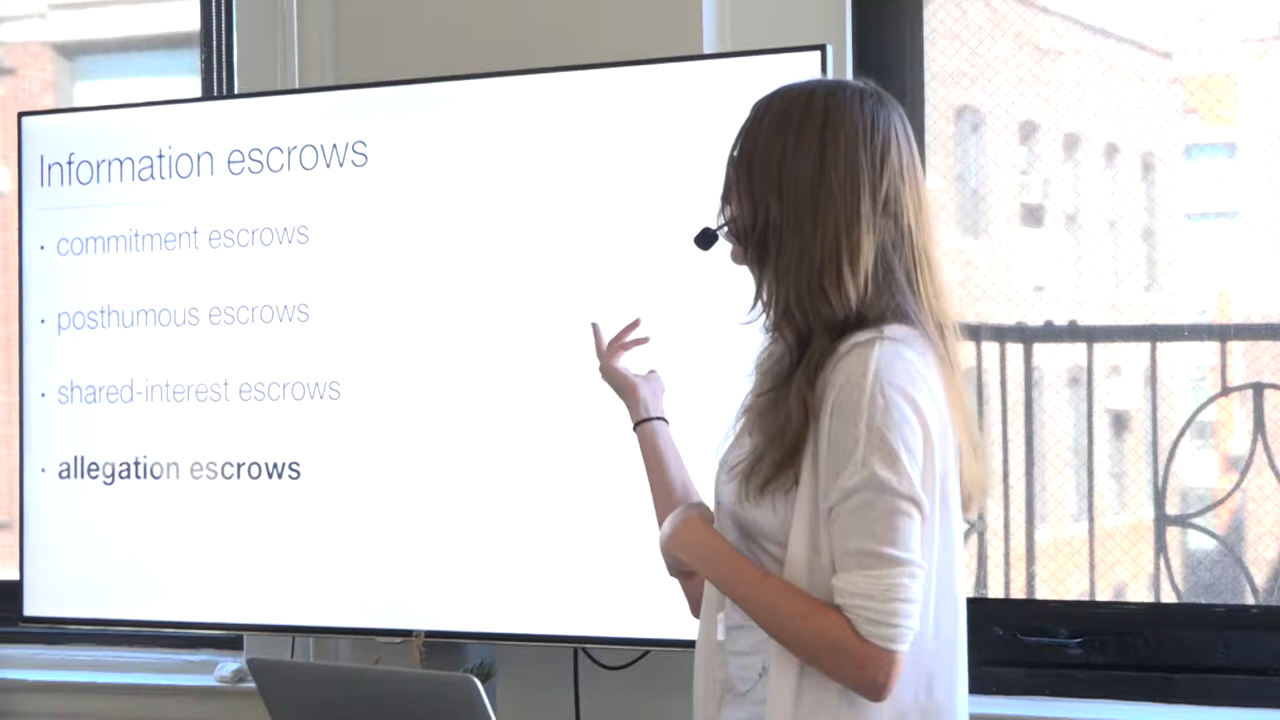 Information escrows
· commitment escrows
· posthumous escrows
· shared-interest escrows
· allegation escrows